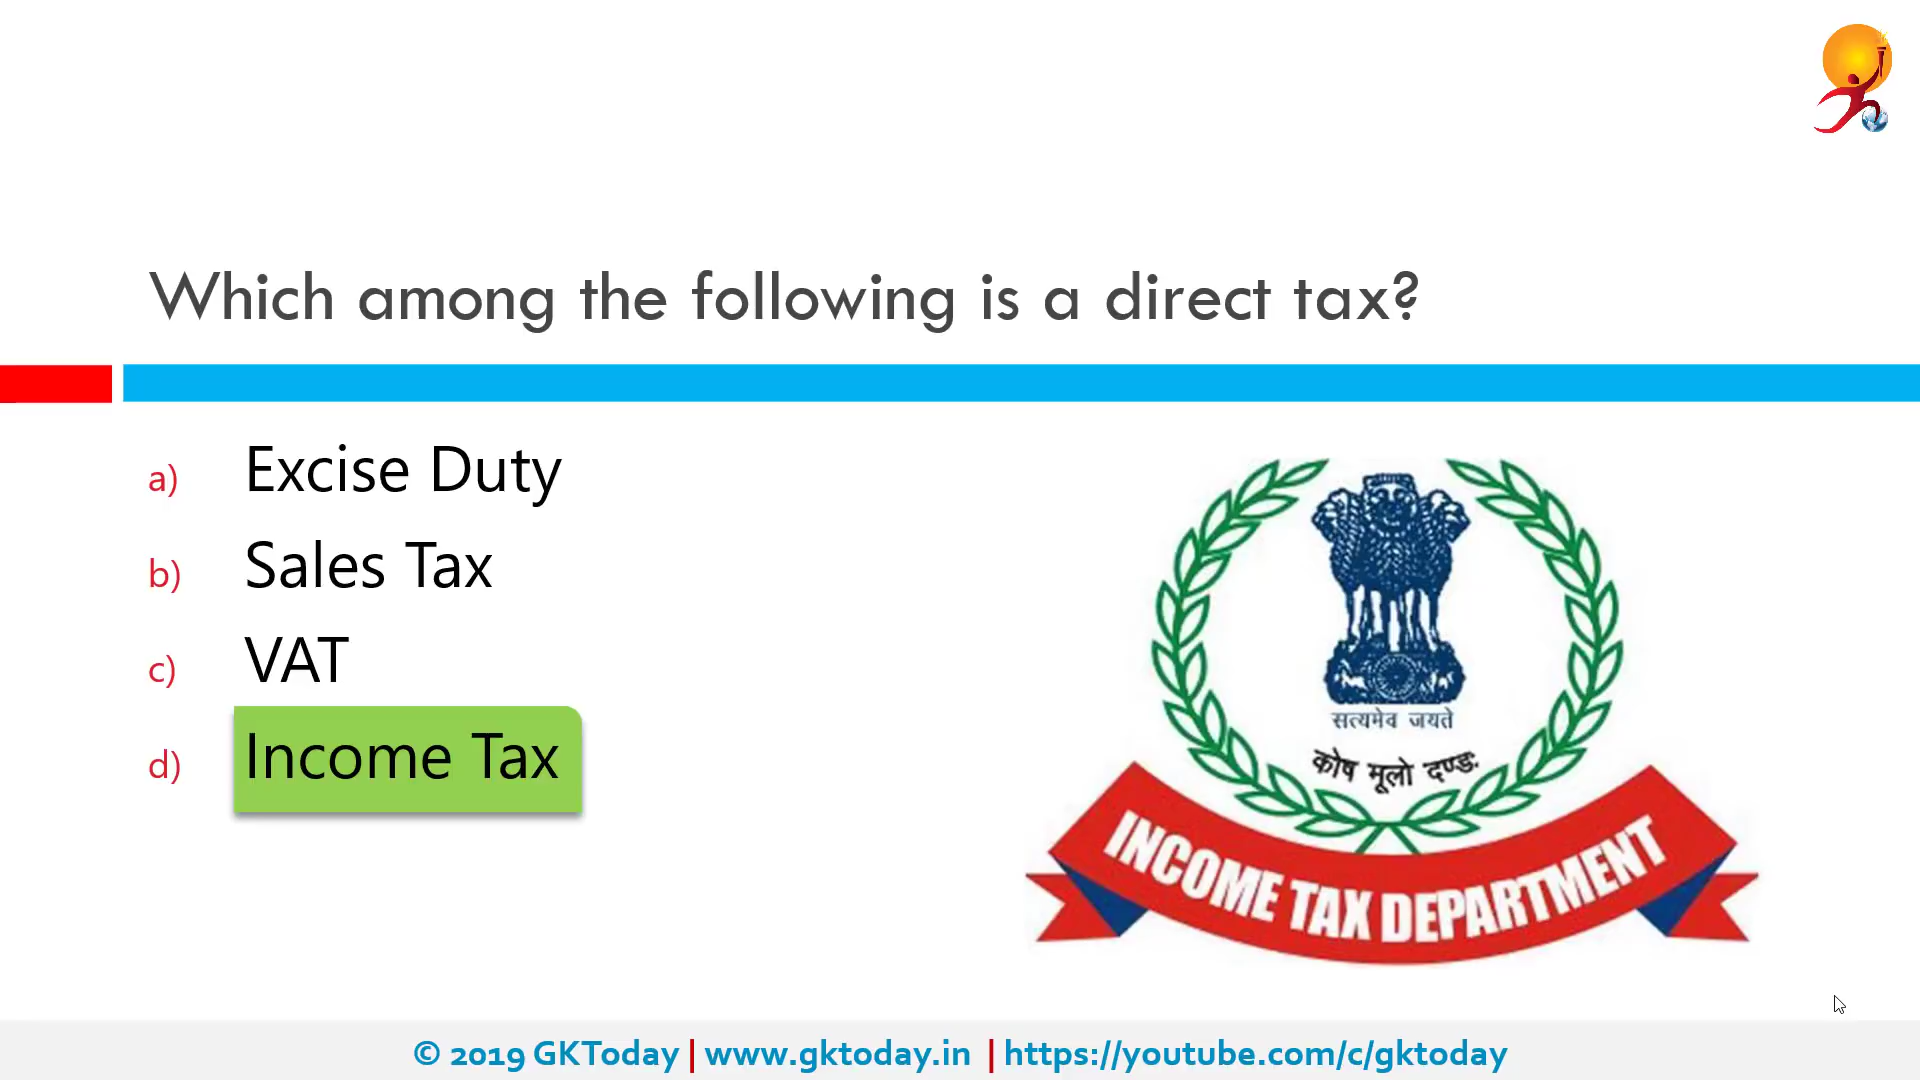 Which among the following is a direct tax?
a) Excise Duty
b) Sales Tax
c) VAT
d) Income Tax
सत्यमेव जयते
कोष मूलो दण्डः
INCOME TAX DEPARTMENT
© 2019 GKToday | www.gktoday.in | https://youtube.com/c/gktoday